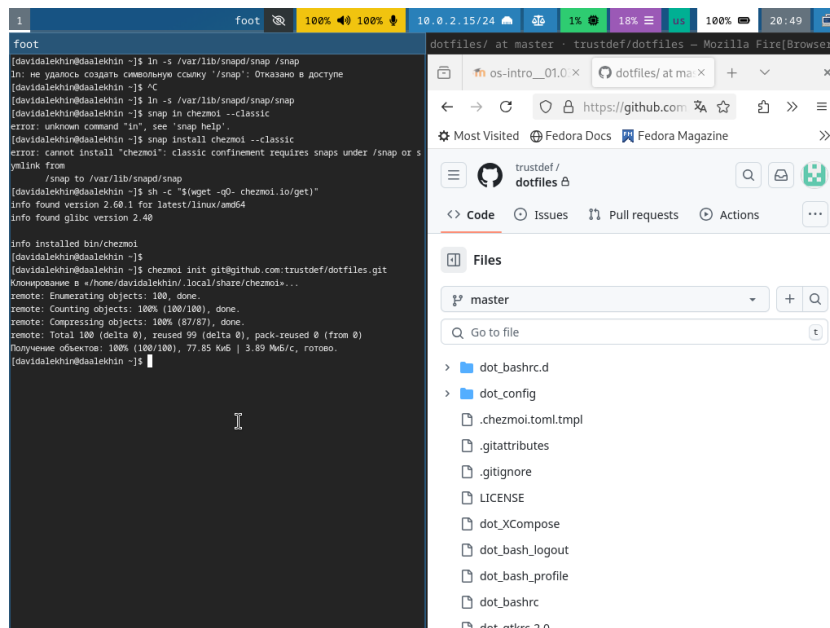 1
foot
100%
100%
10.0.2.15/24
1%
18%
us
100%
20:49
foot
dotfiles/ at master · trustdef/dotfiles — Mozilla Fire[Browser
[davidalekhin@daalekhin ~]$ ln -s /var/lib/snapd/snap /snap
ln: не удалось создать символьную ссылку '/snap': Отказано в доступе
[davidalekhin@daalekhin ~]$ ^C
[davidalekhin@daalekhin ~]$ ln -s /var/lib/snapd/snap/snap
[davidalekhin@daalekhin ~]$ snap in chezmoi --classic
error: unknown command "in", see 'snap help'.
[davidalekhin@daalekhin ~]$ snap install chezmoi --classic
error: cannot install "chezmoi": classic confinement requires snaps under /snap or s
ymlink from
/snap to /var/lib/snapd/snap
[davidalekhin@daalekhin ~]$ sh -c "$(wget -qO- chezmoi.io/get)"
info found version 2.60.1 for latest/linux/amd64
info found glibc version 2.40
info installed bin/chezmoi
[davidalekhin@daalekhin ~]$
[davidalekhin@daalekhin ~]$ chezmoi init git@github.com:trustdef/dotfiles.git
Клонирование в «/home/davidalekhin/.local/share/chezmoi»...
remote: Enumerating objects: 100, done.
remote: Counting objects: 100% (100/100), done.
remote: Compressing objects: 100% (87/87), done.
remote: Total 100 (delta 0), reused 99 (delta 0), pack-reused 0 (from 0)
Получение объектов: 100% (100/100), 77.85 КиБ | 3.89 МиБ/с, готово.
[davidalekhin@daalekhin ~]$
os-intro__01.0
dotfiles/ at ma
https://github.com
Most Visited
Fedora Docs
Fedora Magazine
trustdef /
dotfiles
Code
Issues
Pull requests
Actions
Files
master
Go to file
t
dot_bashrc.d
dot_config
.chezmoi.toml.tmpl
.gitattributes
.gitignore
LICENSE
dot_XCompose
dot_bash_logout
dot_bash_profile
dot_bashrc